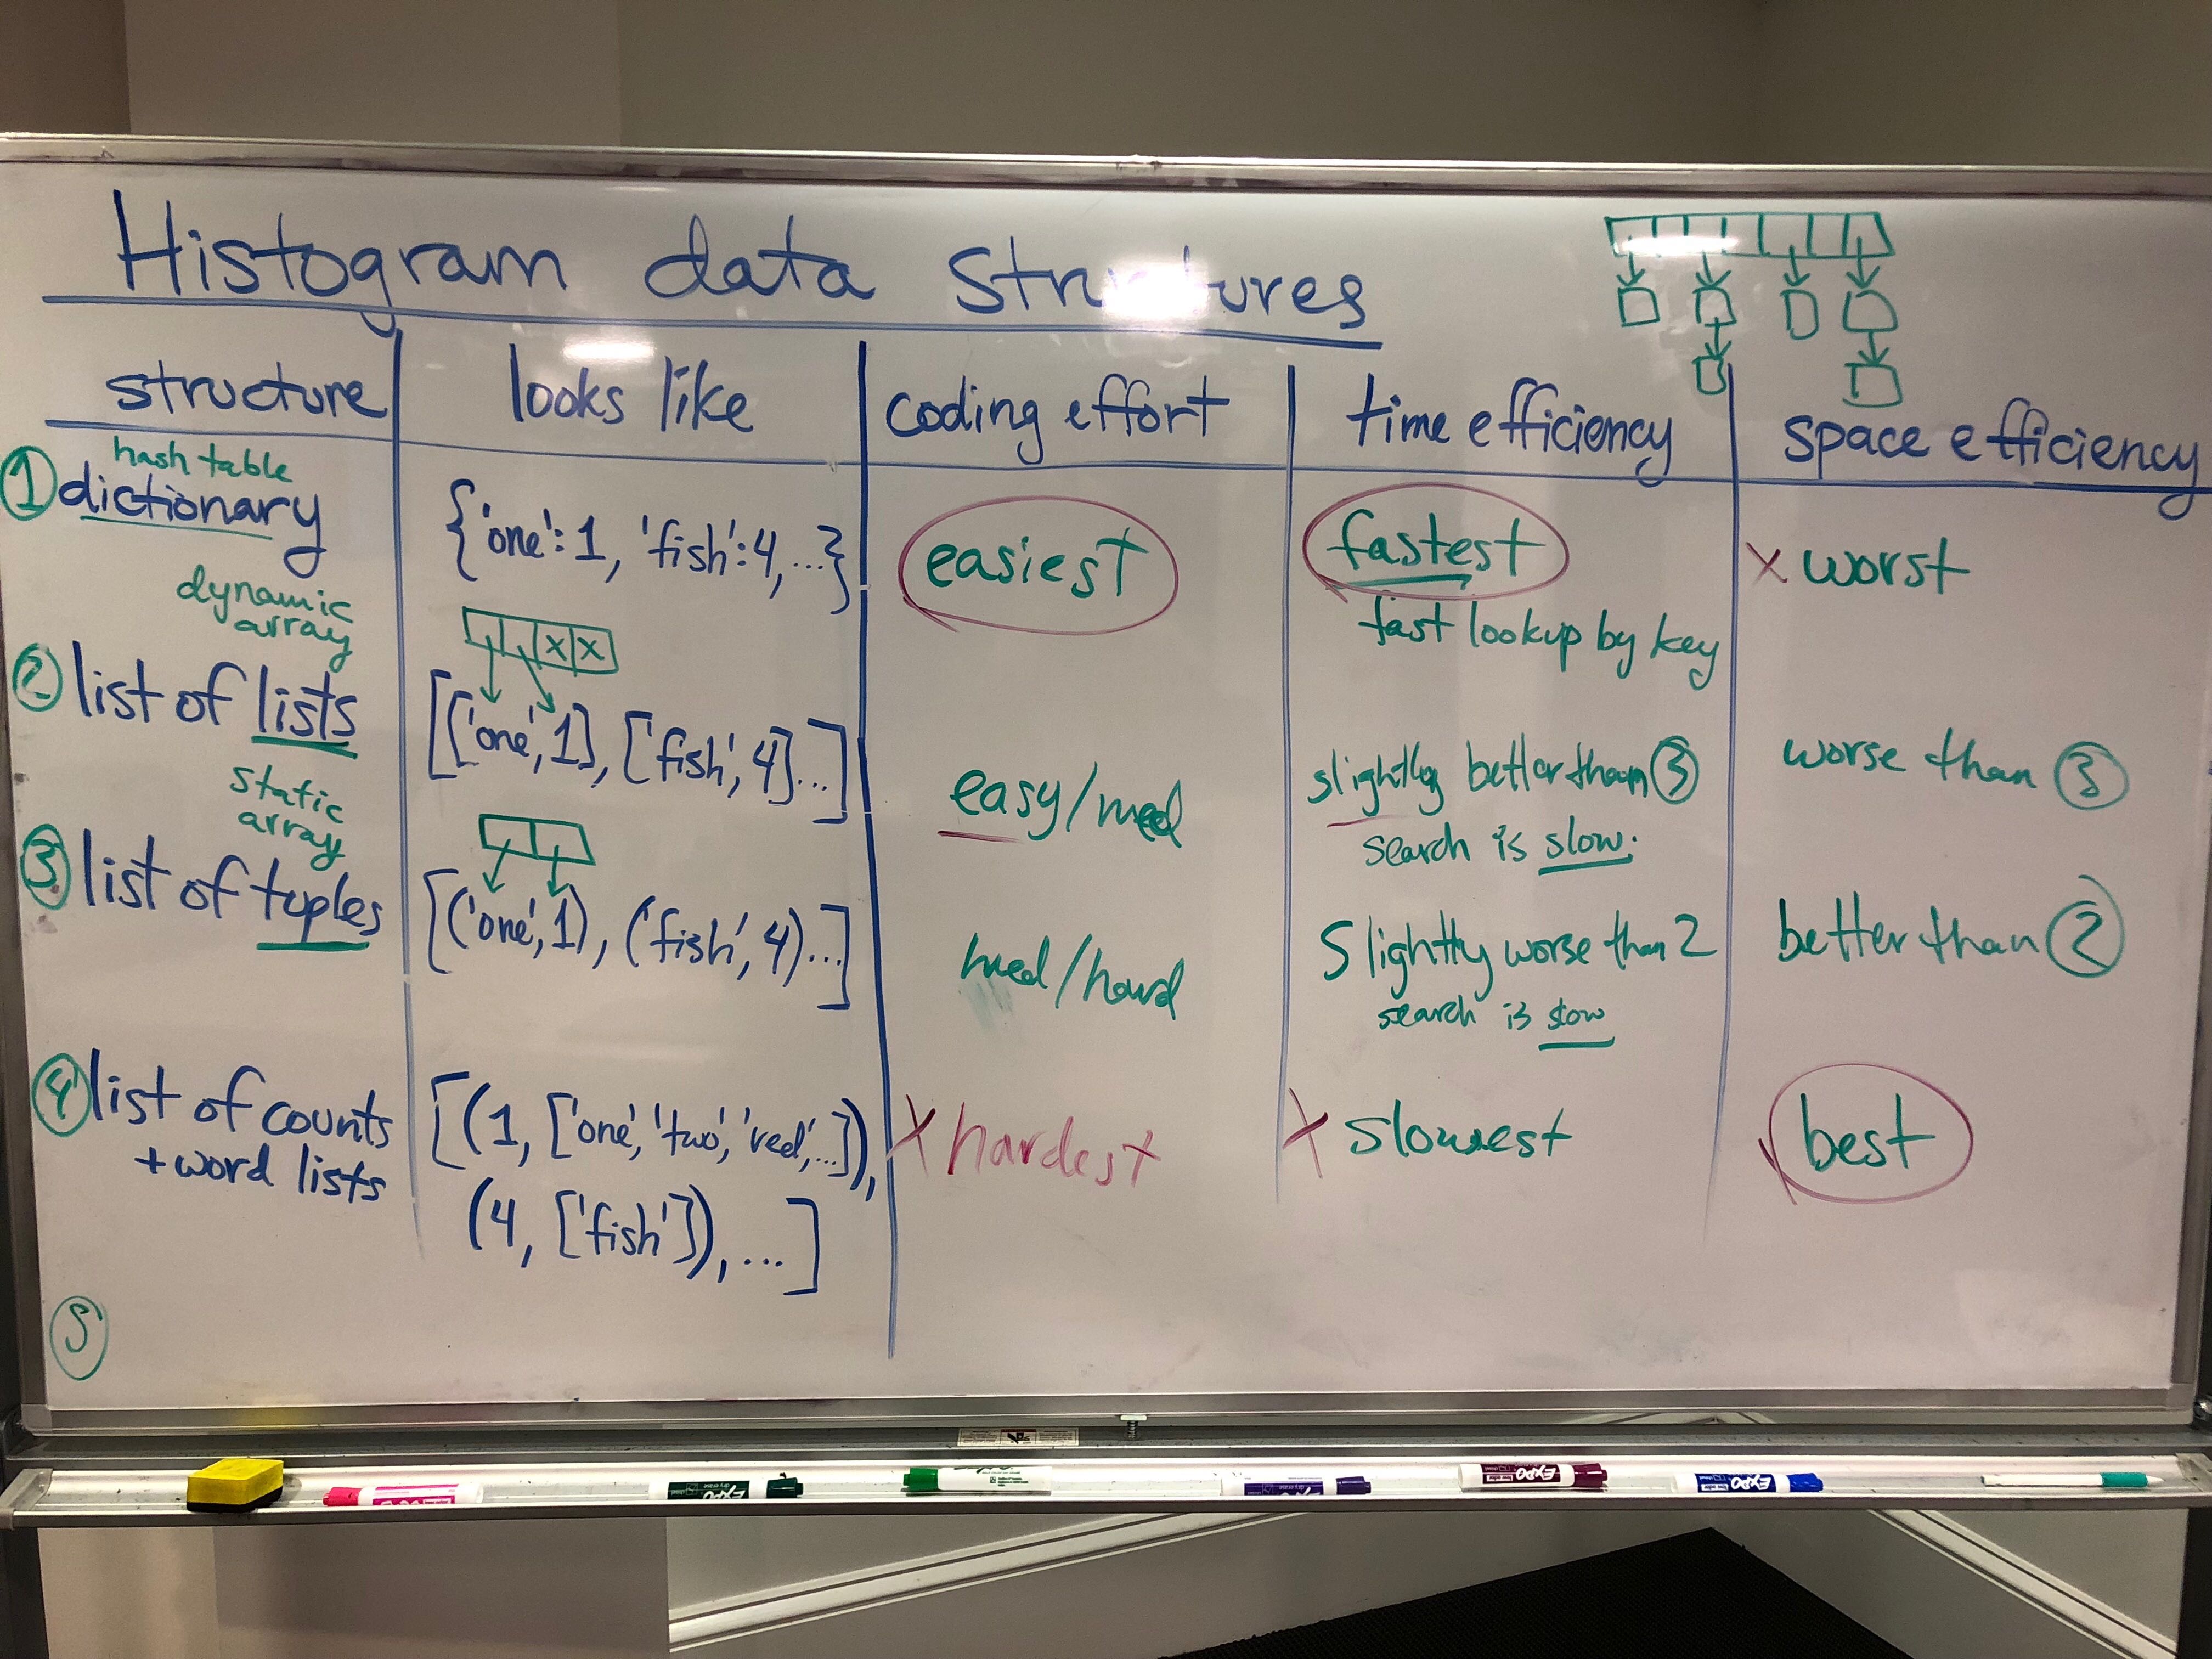 Histogram data structures
structure
looks like
coding effort
time efficiency
space efficiency
hash table
① dictionary
{'one': 1, 'fish': 4, ...}
easiest
fastest
fast lookup by key
x worst
dynamic
array
② list of lists
x x
[['one', 1], ['fish', 4]...]
easy/med
slightly better than ③
search is slow.
worse than ③
static
array
③ list of tuples
[('one', 1), ('fish', 4)...]
med/hard
Slightly worse than 2
search is slow
better than ②
④ list of counts
+ word lists
[(1, ['one', 'two', 'red', ...]),
(4, ['fish']), ...]
x hardest
x slowest
best
⑤
EXPO
EXPO
EXPO
EXPO